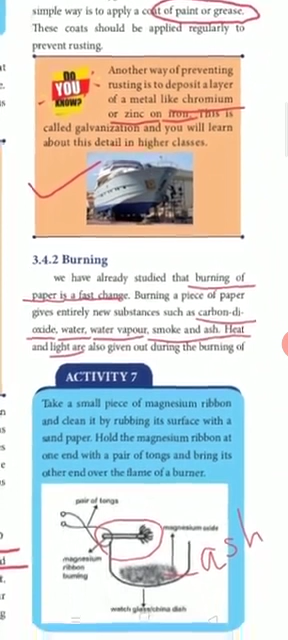 simple way is to apply a coat of paint or grease.
These coats should be applied regularly to
prevent rusting.
DO
YOU
KNOW?
Another way of preventing
rusting is to deposit a layer
of a metal like chromium
or zinc on iron. This is
called galvanization and you will learn
about this detail in higher classes.
3.4.2 Burning
we have already studied that burning of
paper is a fast change. Burning a piece of paper
gives entirely new substances such as carbon-di-
oxide, water, water vapour, smoke and ash. Heat
and light are also given out during the burning of
ACTIVITY 7
Take a small piece of magnesium ribbon
and clean it by rubbing its surface with a
sand paper. Hold the magnesium ribbon at
one end with a pair of tongs and bring its
other end over the flame of a burner.
pair of tongs
magnesium oxide
ash
magnesium
ribbon
burning
watch glass/china dish